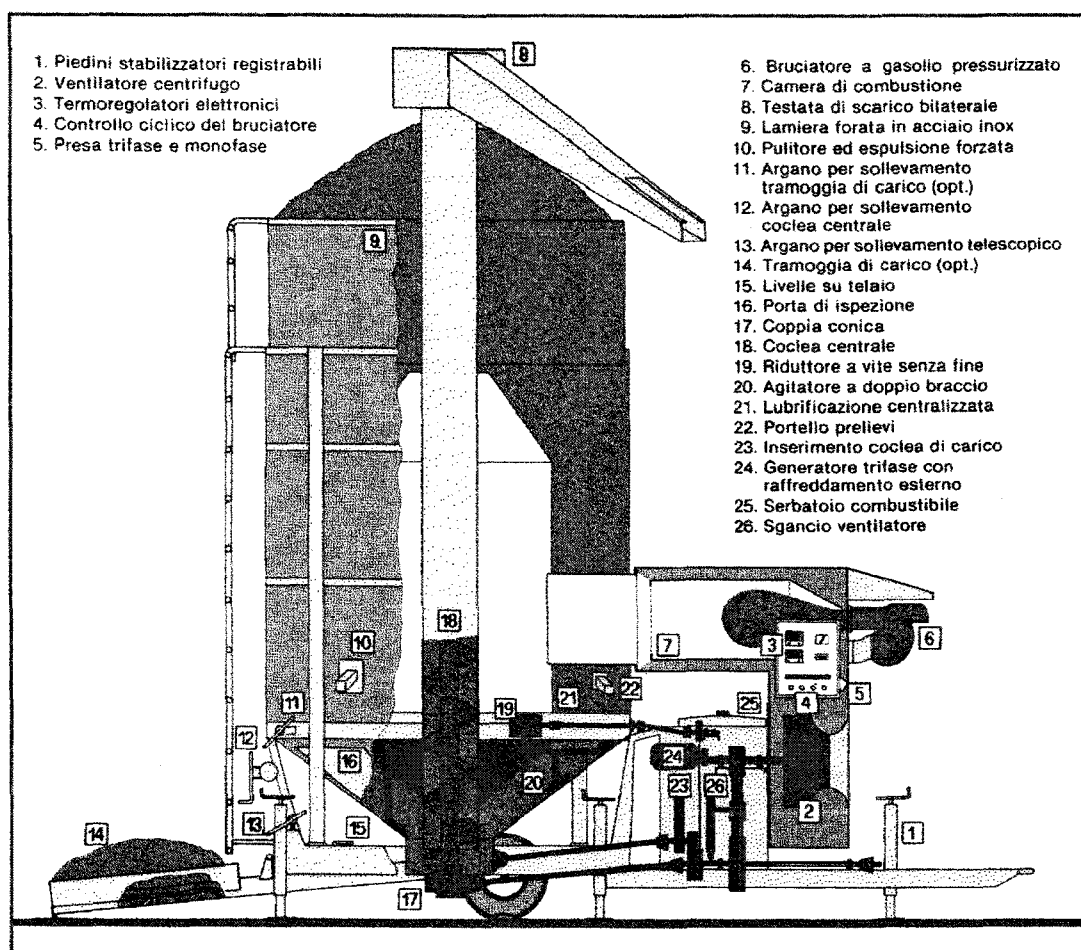 1. Piedini stabilizzatori registrabili
2. Ventilatore centrifugo
3. Termoregolatori elettronici
4. Controllo ciclico del bruciatore
5. Presa trifase e monofase
6. Bruciatore a gasolio pressurizzato
7. Camera di combustione
8. Testata di scarico bilaterale
9. Lamiera forata in acciaio inox
10. Pulitore ed espulsione forzata
11. Argano per sollevamento
tramoggia di carico (opt.)
12. Argano per sollevamento
coclea centrale
13. Argano per sollevamento telescopico
14. Tramoggia di carico (opt.)
15. Livelle su telaio
16. Porta di ispezione
17. Coppia conica
18. Coclea centrale
19. Riduttore a vite senza fine
20. Agitatore a doppio braccio
21. Lubrificazione centralizzata
22. Portello prelievi
23. Inserimento coclea di carico
24. Generatore trifase con
raffreddamento esterno
25. Serbatoio combustibile
26. Sgancio ventilatore
8
9
18
10
7
3
6
4
5
21
22
25
11
19
12
16
24
20
23
26
2
13
15
14
1
17